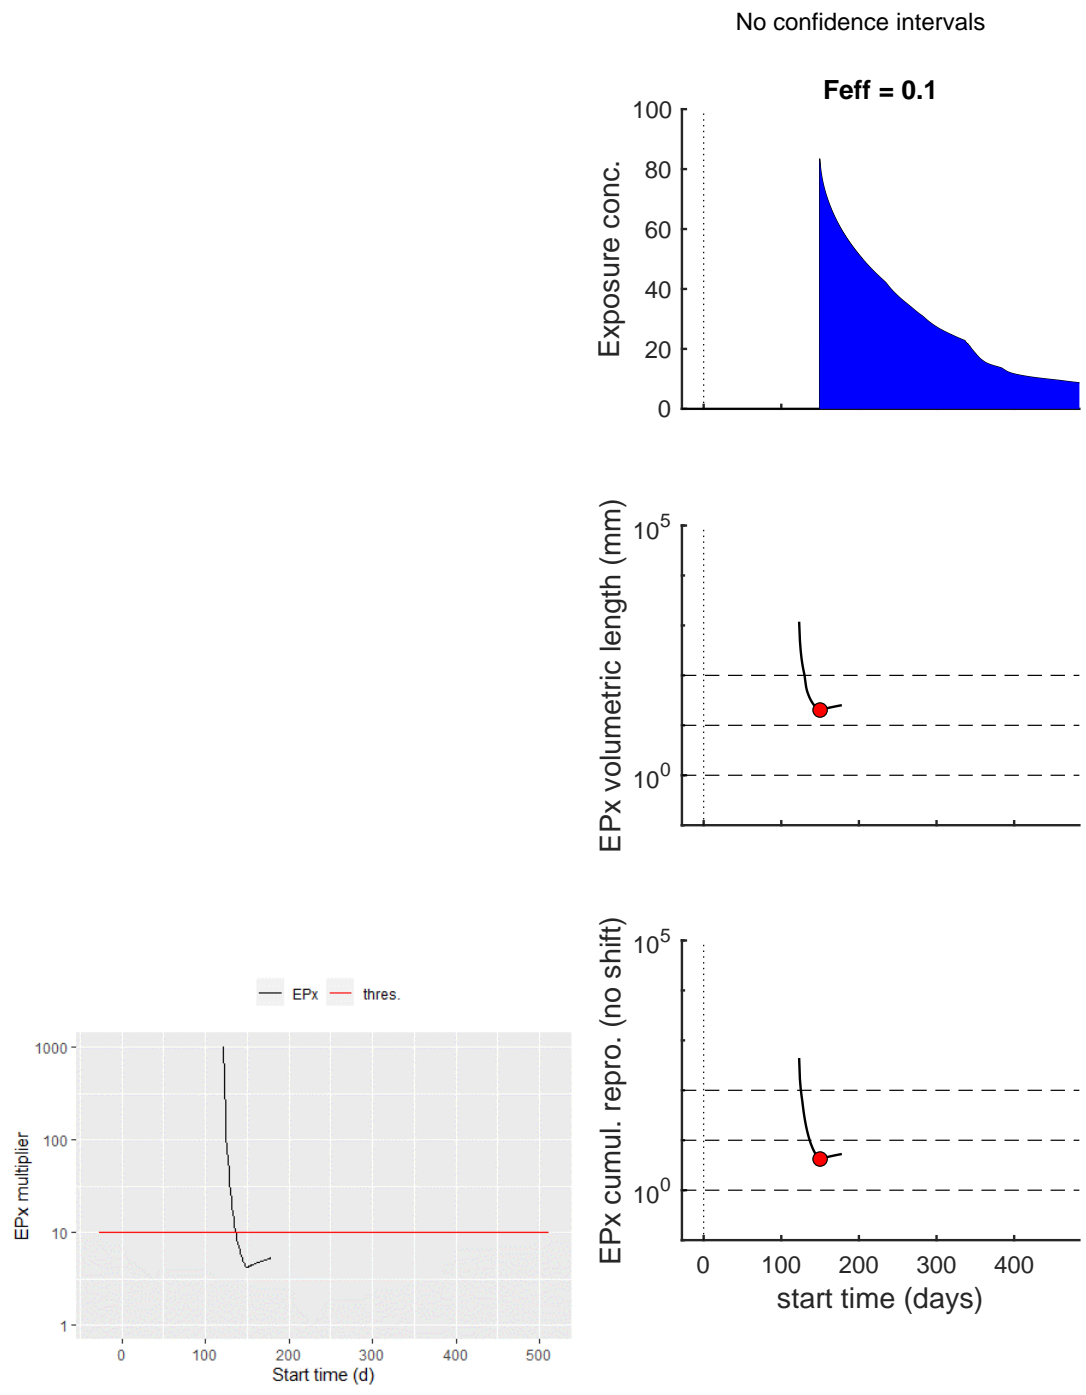 No confidence intervals
Feff = 0.1
Exposure conc.
100
80
60
40
20
0
EPx volumetric length (mm)
10^5
10^0
EPx cumul. repro. (no shift)
10^5
10^0
0 100 200 300 400
start time (days)
EPx thres.
EPx multiplier
1000
100
10
1
0 100 200 300 400 500
Start time (d)